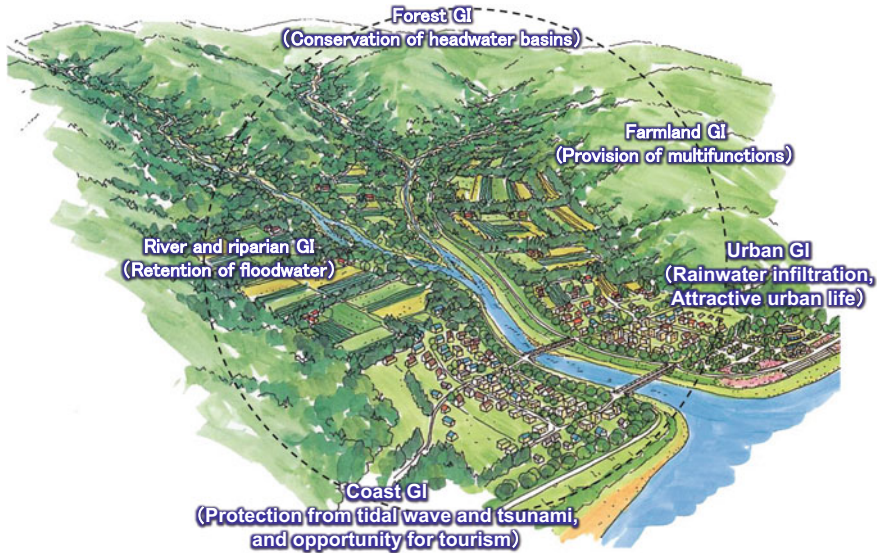 Forest GI
(Conservation of headwater basins)
Farmland GI
(Provision of multifunctions)
River and riparian GI
(Retention of floodwater)
Urban GI
(Rainwater infiltration,
Attractive urban life)
Coast GI
(Protection from tidal wave and tsunami,
and opportunity for tourism)